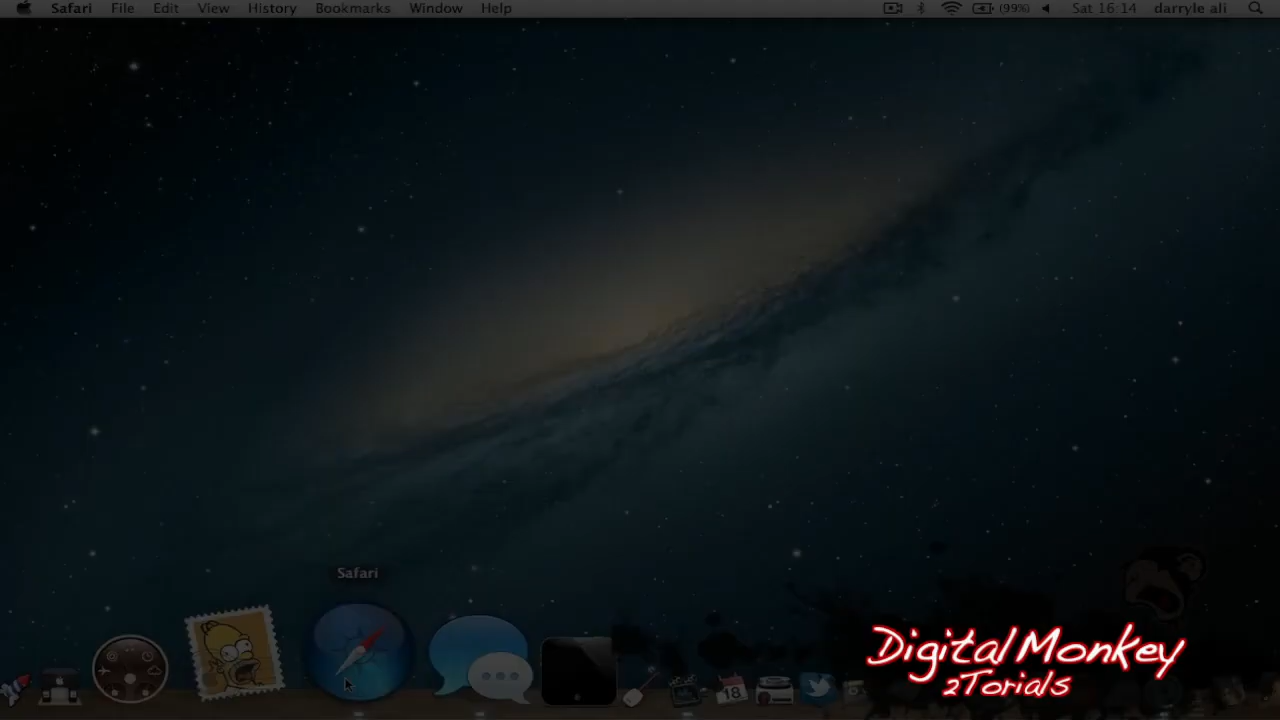 Safari File Edit View History Bookmarks Window Help (99%) Sat 16:14 darryle ali
Safari
18
Digital Monkey
2Torials